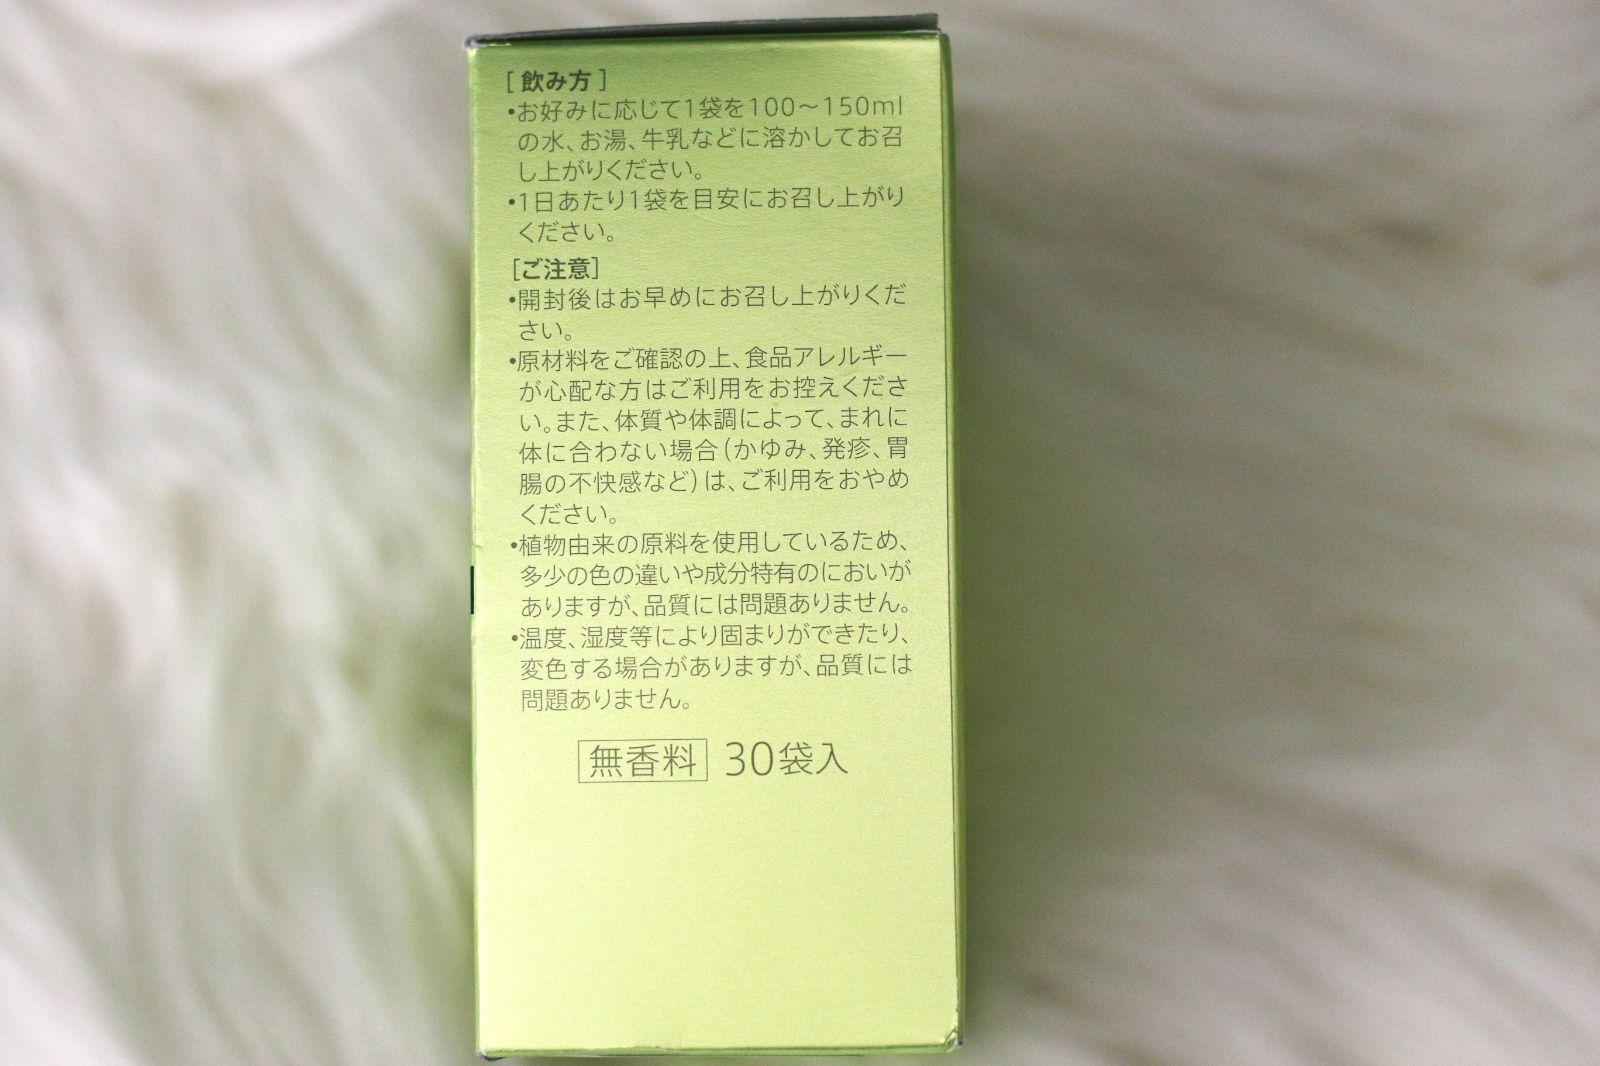 [飲み方]
•お好みに応じて1袋を100〜150ml
の水、お湯、牛乳などに溶かしてお召
し上がりください。
•1日あたり1袋を目安にお召し上がり
ください。
[ご注意]
•開封後はお早めにお召し上がりくだ
さい。
•原材料をご確認の上、食品アレルギー
が心配な方はご利用をお控えくださ
い。また、体質や体調によって、まれに
体に合わない場合(かゆみ、発疹、胃
腸の不快感など)は、ご利用をおやめ
ください。
•植物由来の原料を使用しているため、
多少の色の違いや成分特有のにおいが
ありますが、品質には問題ありません。
•温度、湿度等により固まりができたり、
変色する場合がありますが、品質には
問題ありません。
無香料 30袋入